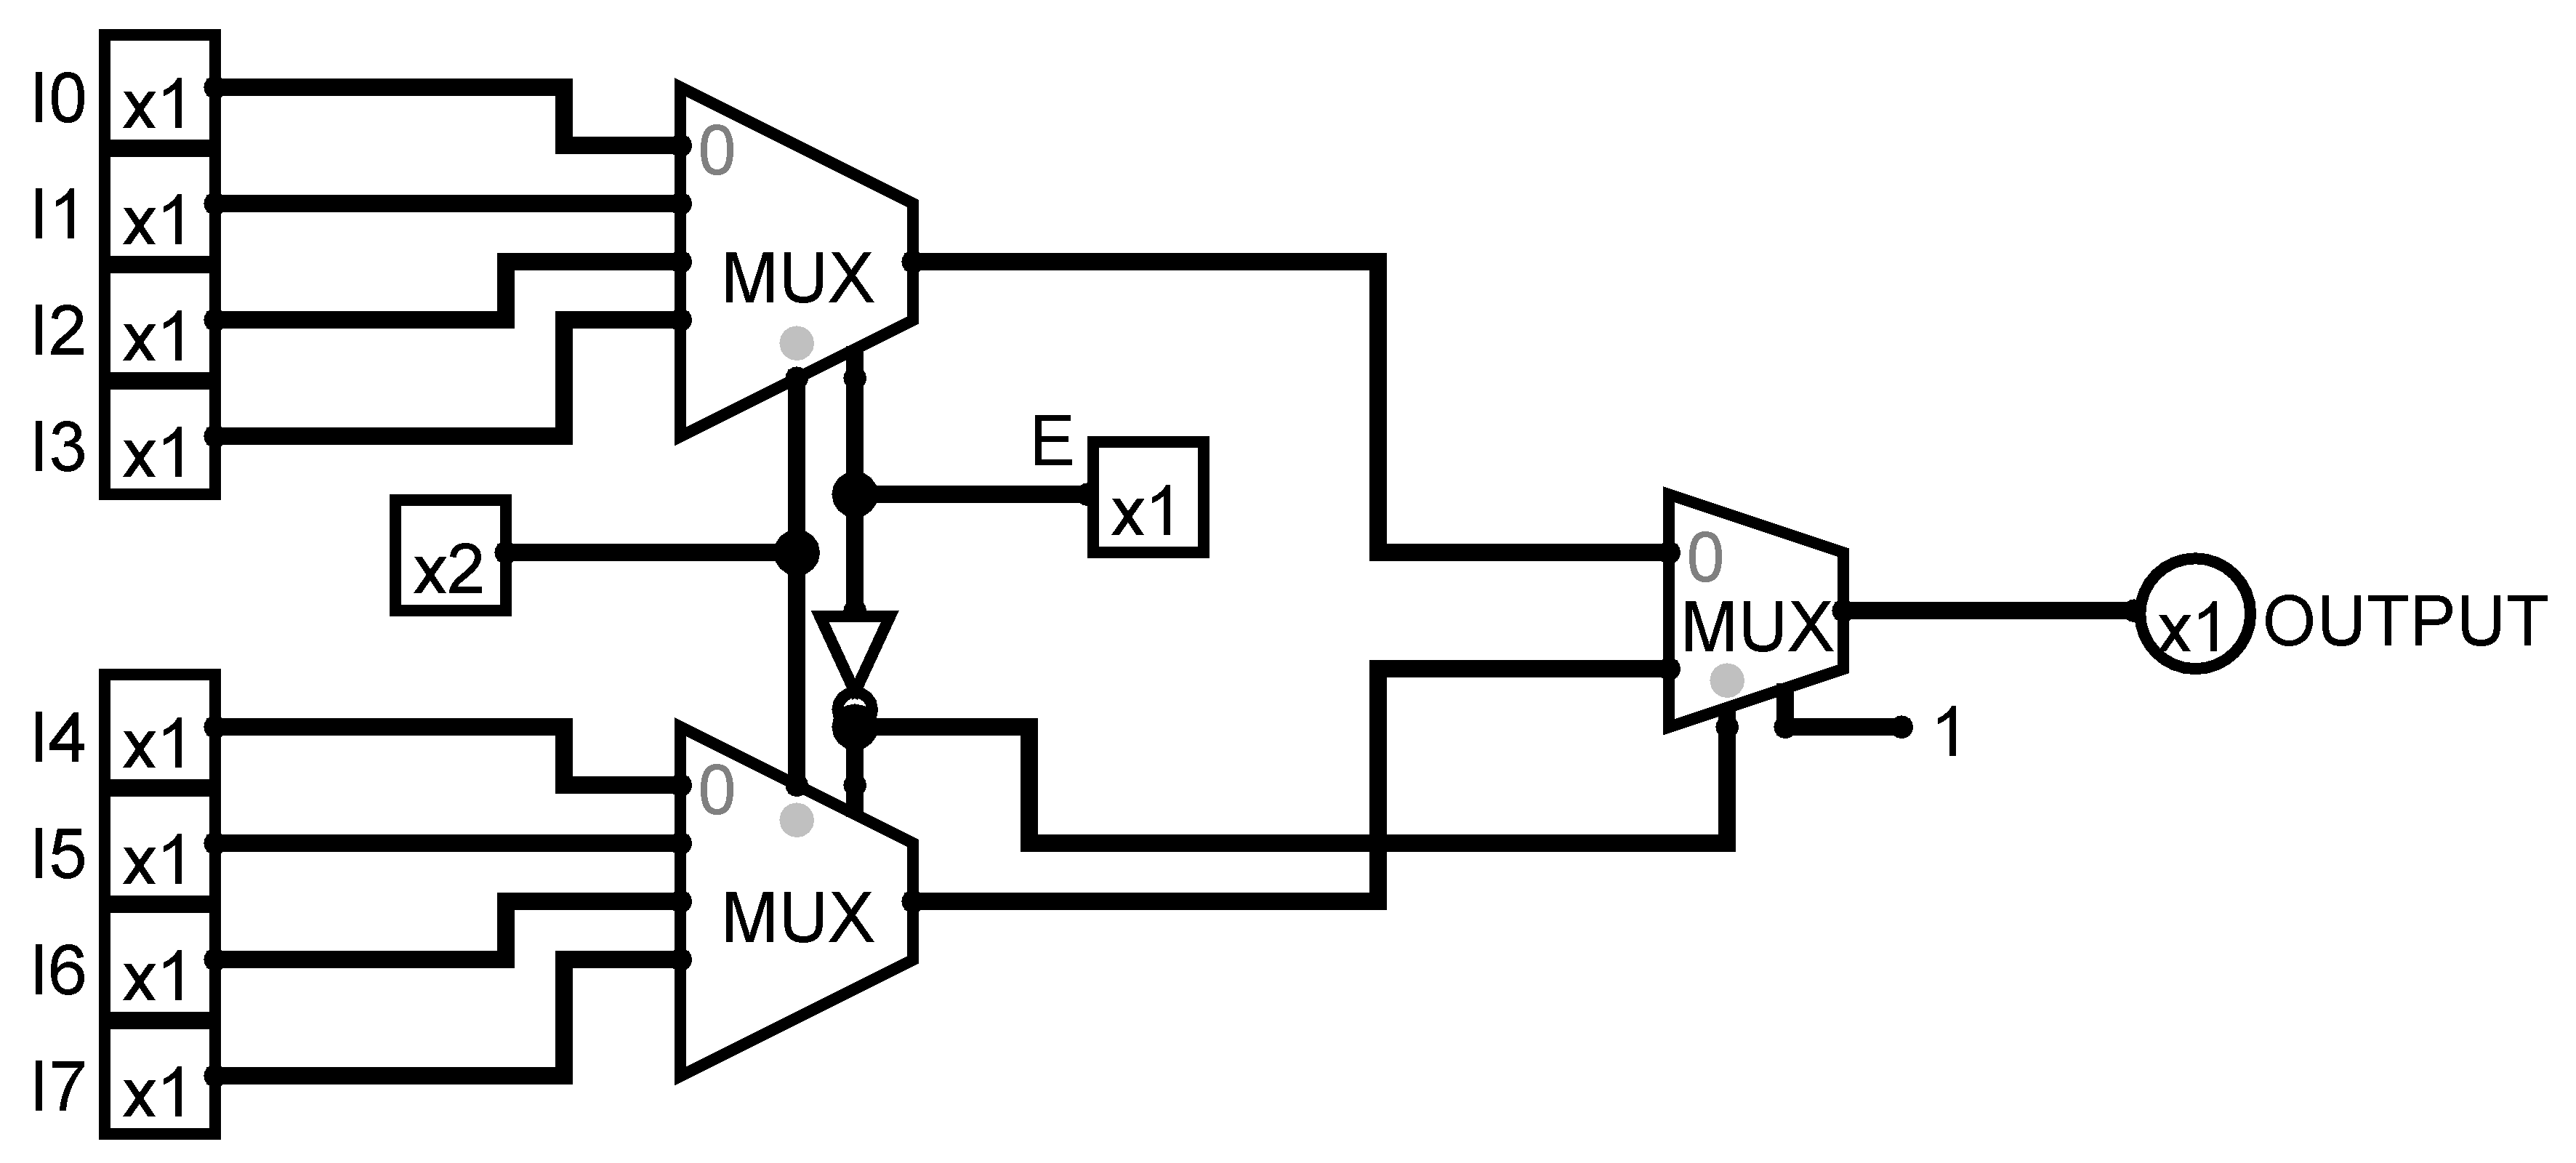 I0 x1
0
I1 x1
MUX
I2 x1
I3 x1
E
x1
x2
0
MUX
x1 OUTPUT
I4 x1
1
0
I5 x1
MUX
I6 x1
I7 x1